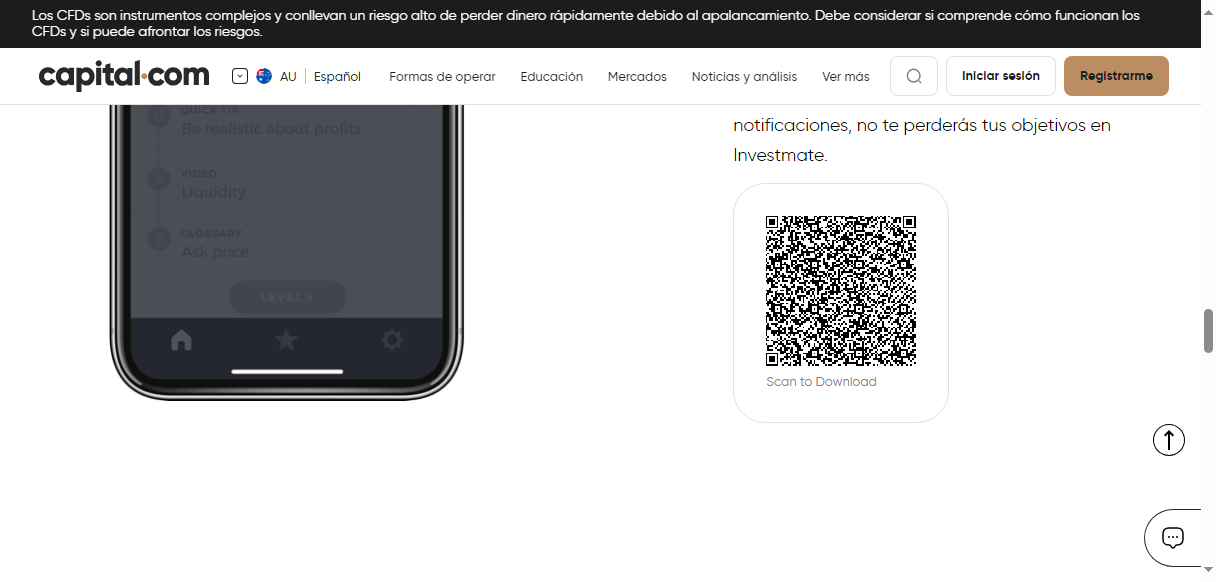 Los CFDs son instrumentos complejos y conllevan un riesgo alto de perder dinero rápidamente debido al apalancamiento. Debe considerar si comprende cómo funcionan los
CFDs y si puede afrontar los riesgos.
capital.com
AU
Español
Formas de operar
Educación
Mercados
Noticias y análisis
Ver más
Iniciar sesión
Registrarme
QUICK TIP
Be realistic about profits
VIDEO
Liquidity
GLOSSARY
Ask price
LEVEL 4
notificaciones, no te perderás tus objetivos en
Investmate.
Scan to Download